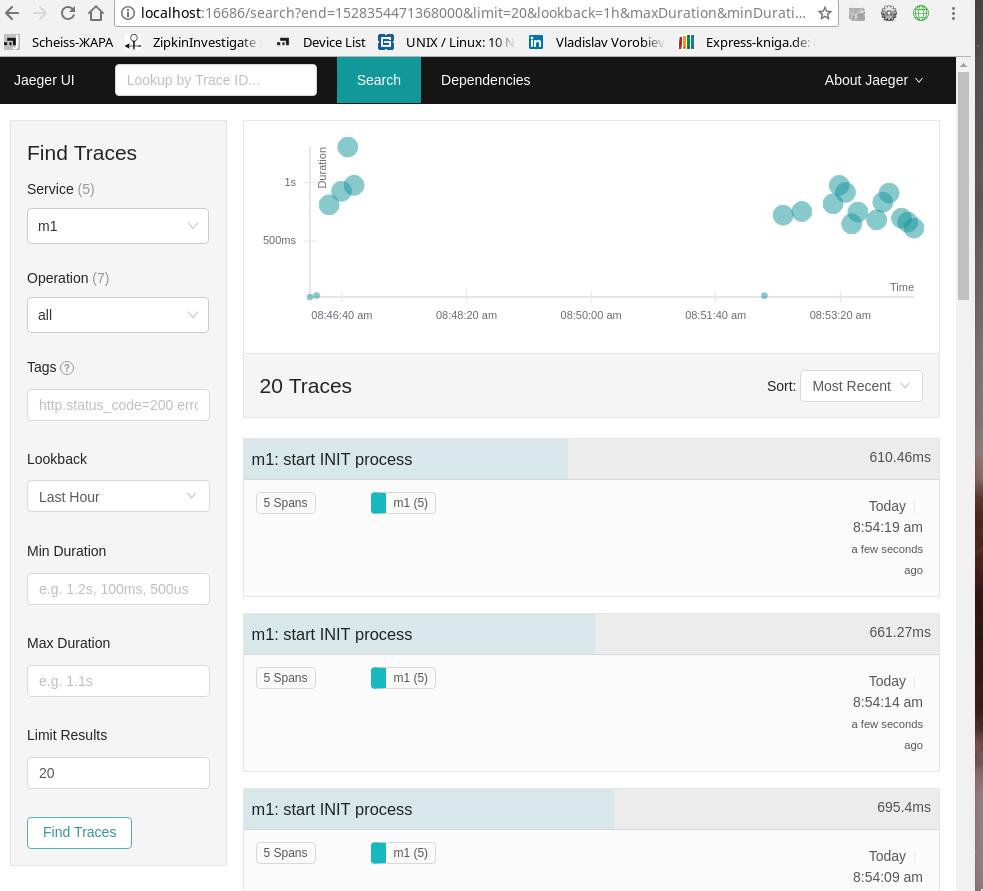 localhost:16686/search?end=1528354471368000&limit=20&lookback=1h&maxDuration&minDurati...
Scheiss-ЖАРА ZipkinInvestigate Device List UNIX / Linux: 10 N Vladislav Vorobiev Express-kniga.de:
Jaeger UI Lookup by Trace ID... Search Dependencies About Jaeger
Find Traces
Service (5)
m1
Operation (7)
all
Tags ?
http.status_code=200 erro
Lookback
Last Hour
Min Duration
e.g. 1.2s, 100ms, 500us
Max Duration
e.g. 1.1s
Limit Results
20
Find Traces
Duration
1s
500ms
Time
08:46:40 am 08:48:20 am 08:50:00 am 08:51:40 am 08:53:20 am
20 Traces Sort: Most Recent
m1: start INIT process 610.46ms
5 Spans m1 (5) Today
8:54:19 am
a few seconds
ago
m1: start INIT process 661.27ms
5 Spans m1 (5) Today
8:54:14 am
a few seconds
ago
m1: start INIT process 695.4ms
5 Spans m1 (5) Today
8:54:09 am